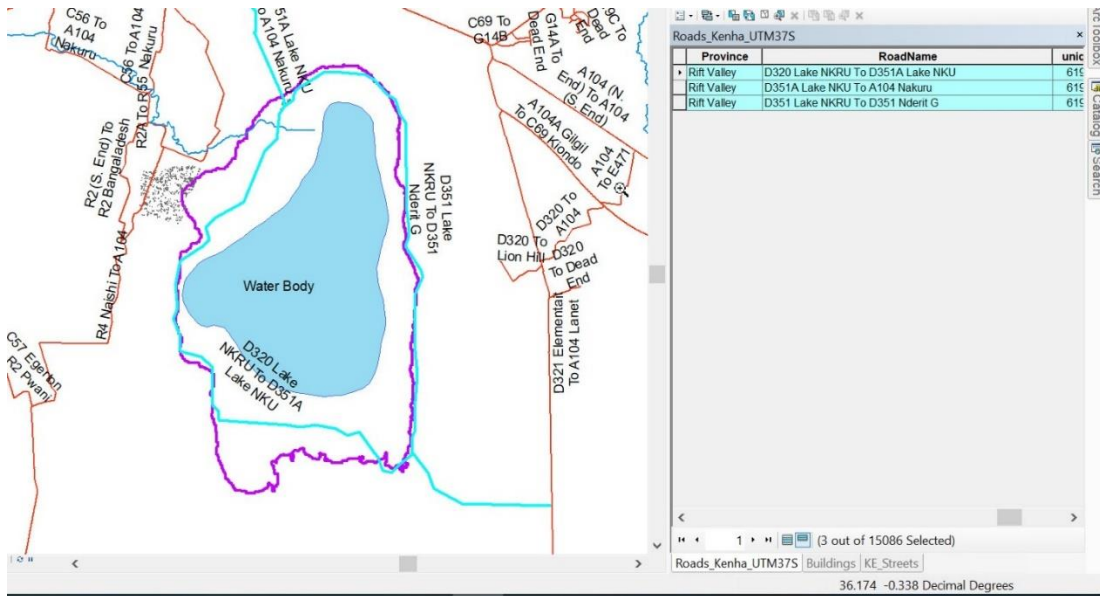 C56 To
A104
Nakuru
C56 To A104
Nakuru
R2A To R55
D351A Lake NKU
To A104 Nakuru
C69 To
G14B
G14A To
Dead End
Dead
End
A104 (N.
End) To A104
(S. End)
A104A Gilgil
To C69 Kiondo
A104
To E471
R2 (S. End) To
R2 Bangaladesh
R4 Naishi To A104
D351 Lake
NKRU To D351
Nderit G
D320 To
A104
D320 To
Lion Hill
D320
To Dead
End
D321 Elementait
To A104 Lanet
Water Body
D320 Lake
NKRU To D351A
Lake NKU
C57 Egerton
R2 Pwani
Roads_Kenha_UTM37S
Province RoadName unic
Rift Valley D320 Lake NKRU To D351A Lake NKU 619
Rift Valley D351A Lake NKU To A104 Nakuru 619
Rift Valley D351 Lake NKRU To D351 Nderit G 619
1 (3 out of 15086 Selected)
Roads_Kenha_UTM37S Buildings KE_Streets
36.174 -0.338 Decimal Degrees
Catalog
Search